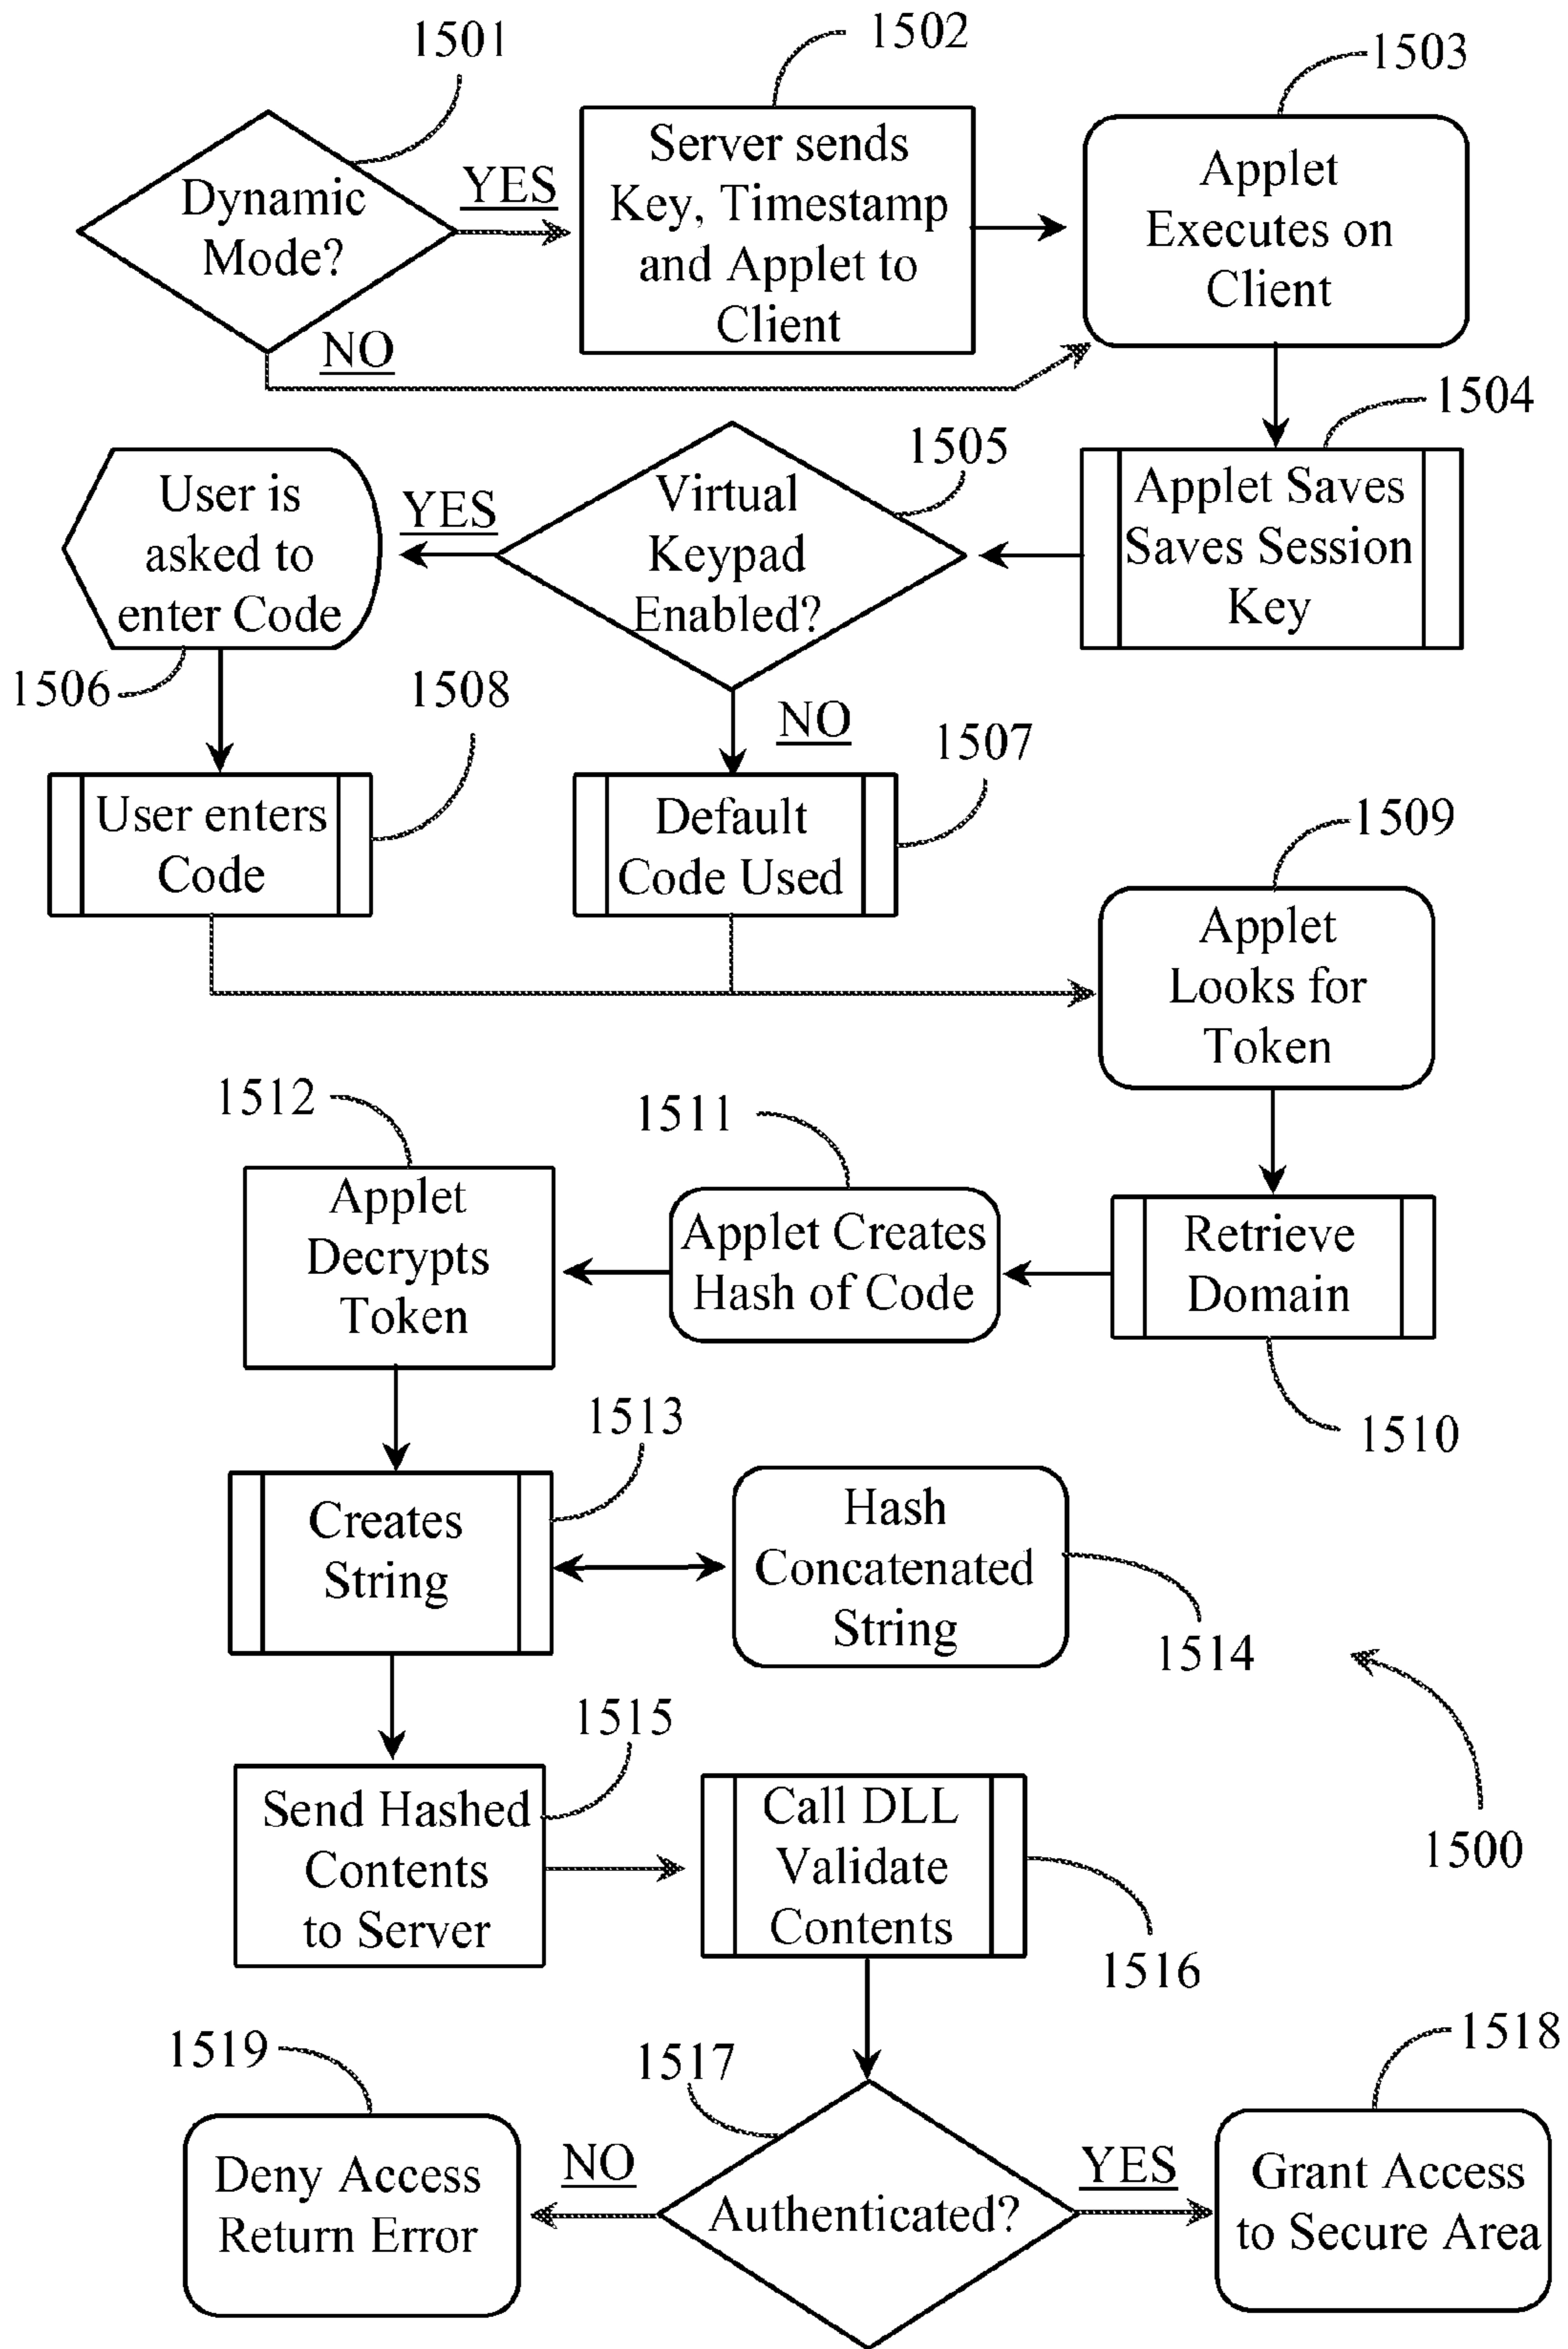 1501
1502
1503
Dynamic
Mode?
YES
NO
Server sends
Key, Timestamp
and Applet to
Client
Applet
Executes on
Client
1504
1505
Applet Saves
Saves Session
Key
Virtual
Keypad
Enabled?
YES
NO
User is
asked to
enter Code
1506
1508
1507
User enters
Code
Default
Code Used
1509
Applet
Looks for
Token
1512
1511
Retrieve
Domain
1510
Applet Creates
Hash of Code
Applet
Decrypts
Token
1513
Creates
String
Hash
Concatenated
String
1514
1515
1500
Send Hashed
Contents
to Server
Call DLL
Validate
Contents
1516
1519
1517
1518
Deny Access
Return Error
NO
Authenticated?
YES
Grant Access
to Secure Area